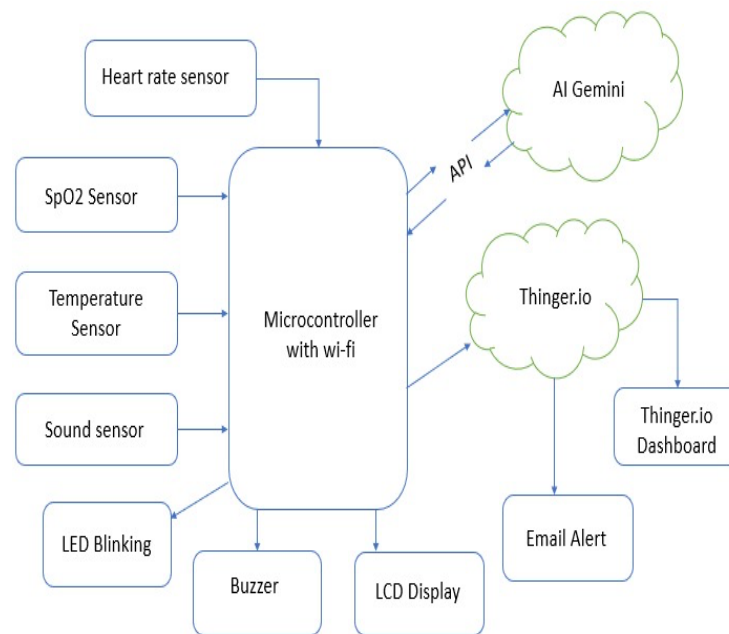 Heart rate sensor
AI Gemini
API
SpO2 Sensor
Temperature
Sensor
Microcontroller
with wi-fi
Thinger.io
Sound sensor
Thinger.io
Dashboard
LED Blinking
Buzzer
LCD Display
Email Alert